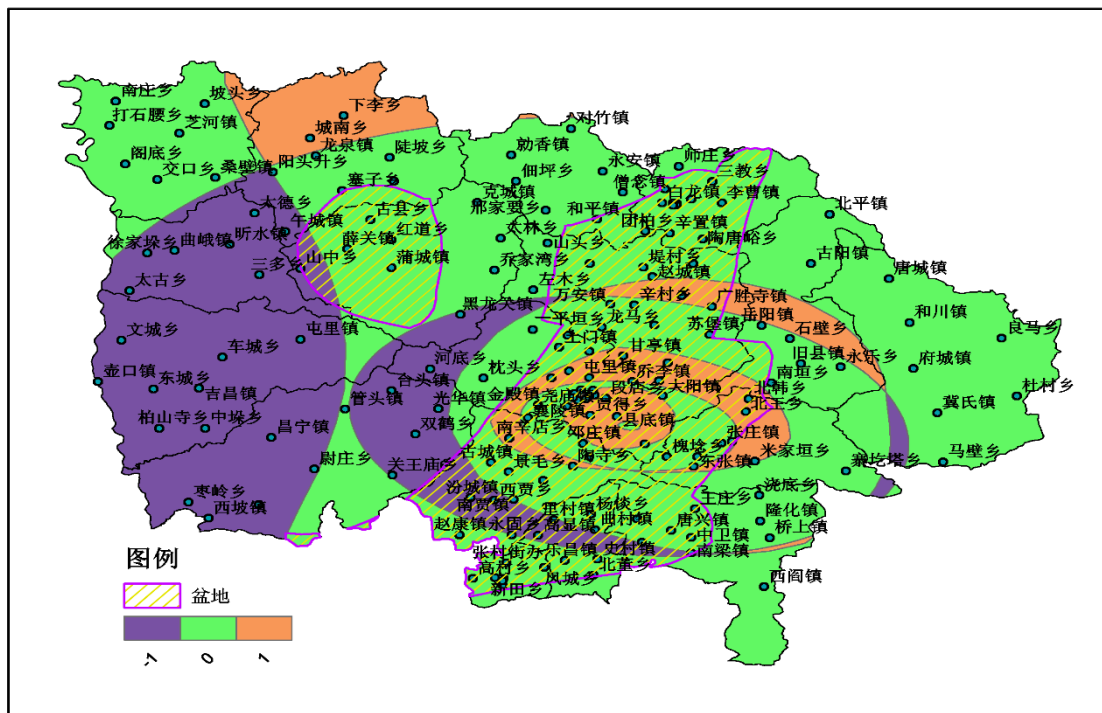 南庄乡
坡头乡
下李乡
打石腰乡
芝河镇
城南乡
对竹镇
龙泉镇
陡坡乡
勍香镇
永安镇
师庄乡
阁底乡
交口乡
桑壁镇
阳头升乡
佃坪乡
三教乡
塞子乡
克城镇
僧念镇
白龙镇
李曹镇
太德乡
古县乡
邢家要乡
和平镇
北平镇
午城镇
红道乡
团柏乡
辛置镇
徐家垛乡
曲峨镇
昕水镇
薛关镇
太林乡
山头乡
陶唐峪乡
山中乡
蒲城镇
堤村乡
古阳镇
太古乡
三多乡
乔家湾乡
赵城镇
唐城镇
左木乡
黑龙关镇
万安镇
辛村乡
广胜寺镇
文城乡
屯里镇
一平垣乡
龙马乡
苏堡镇
岳阳镇
石壁乡
和川镇
良马乡
车城乡
河底乡
土门镇
甘亭镇
旧县镇
永乐乡
府城镇
壶口镇
东城乡
吉昌镇
台头镇
枕头乡
屯里镇
乔李镇
南垣乡
大阳镇
北韩乡
杜村乡
管头镇
光华镇
金殿镇
尧庙镇
段店乡
柏山寺乡
中垛乡
襄陵镇
贾得乡
县底镇
北王乡
冀氏镇
昌宁镇
双鹤乡
南辛店乡
邓庄镇
张庄镇
尉庄乡
关王庙乡
古城镇
景毛乡
陶寺乡
槐埝乡
东张镇
米家垣乡
寨圪塔乡
马壁乡
枣岭乡
西坡镇
汾城镇
西贾乡
南贾镇
里村镇
杨谈乡
王庄乡
浇底乡
赵康镇
永固乡
高显镇
曲村镇
唐兴镇
隆化镇
中卫镇
桥上镇
张村街办
乐昌镇
史村镇
南梁镇
高村乡
凤城乡
北董乡
新田乡
西阎镇
图例
盆地
-1
0
1